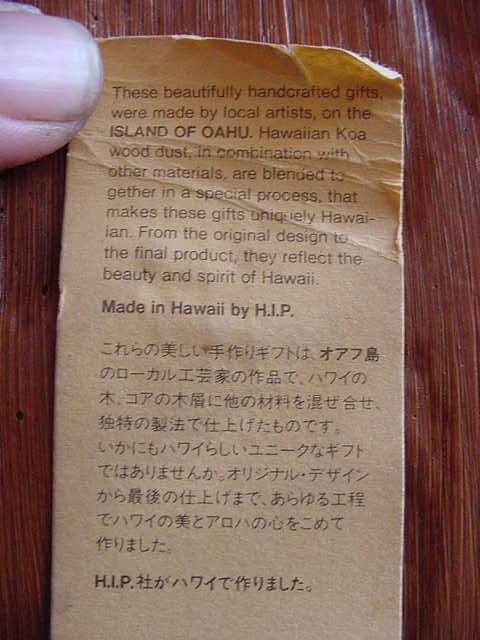 These beautifully handcrafted gifts,
were made by local artists, on the
ISLAND OF OAHU. Hawaiian Koa
wood dust, in combination with
other materials, are blended to-
gether in a special process, that
makes these gifts uniquely Hawai-
ian. From the original design to
the final product, they reflect the
beauty and spirit of Hawaii.
Made in Hawaii by H.I.P.
これらの美しい手作りギフトは、オアフ島
のローカル工芸家の作品で、ハワイの
木、コアの木屑に他の材料を混ぜ合せ、
独特の製法で仕上げたものです。
いかにもハワイらしいユニークなギフト
ではありませんか。オリジナル・デザイン
から最後の仕上げまで、あらゆる工程
でハワイの美とアロハの心をこめて
作りました。
H.I.P.社がハワイで作りました。